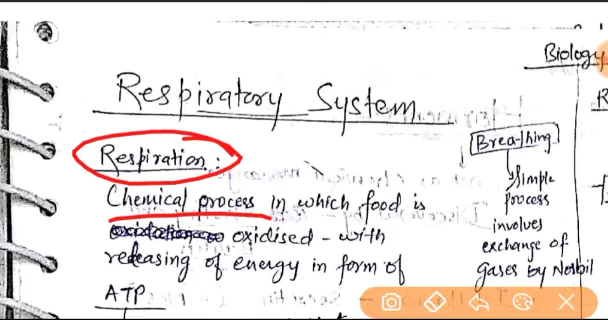 Biology
Respiratory System
Respiration:
Chemical process in which food is
oxidised - with
releasing of energy in form of
ATP
Breathing
Simple
process
involves
exchange of
gases by